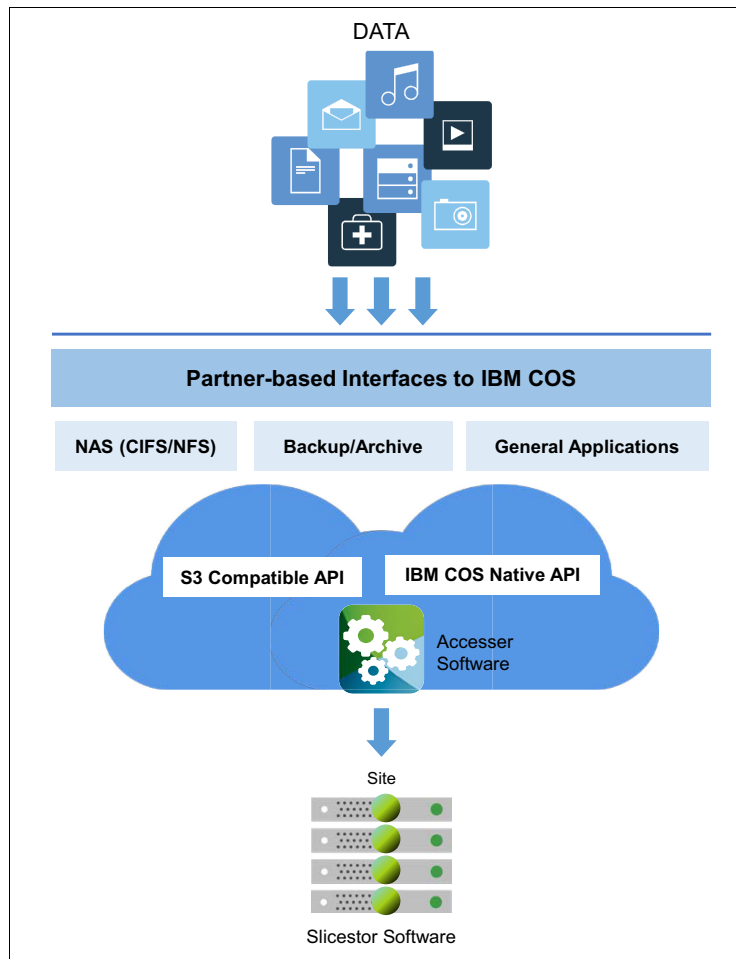 DATA
Partner-based Interfaces to IBM COS
NAS (CIFS/NFS)
Backup/Archive
General Applications
S3 Compatible API
IBM COS Native API
Accesser
Software
Site
Slicestor Software